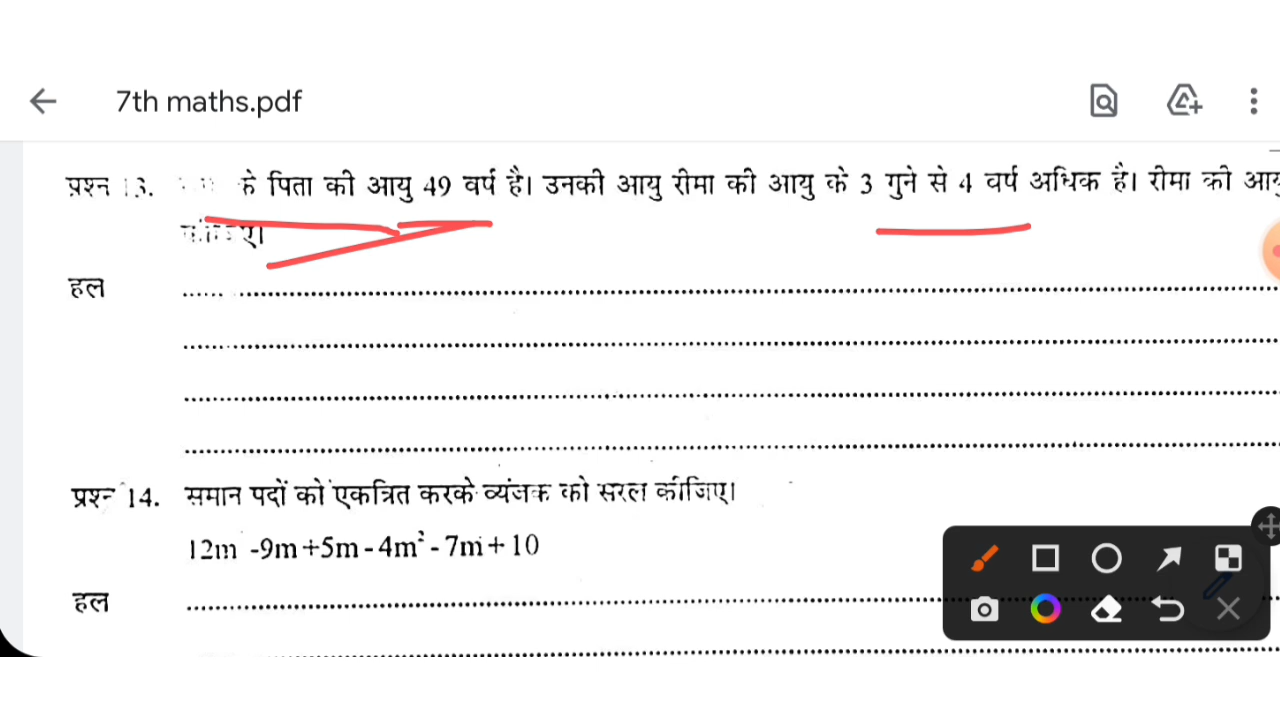 7th maths.pdf
प्रश्न 13. के पिता की आयु 49 वर्ष है। उनकी आयु रीमा की आयु के 3 गुने से 4 वर्ष अधिक है। रीमा की आयु
हल
प्रश्न 14. समान पदों को एकत्रित करके व्यंजक को सरल कीजिए।
12m -9m +5m - 4m² - 7m + 10
हल